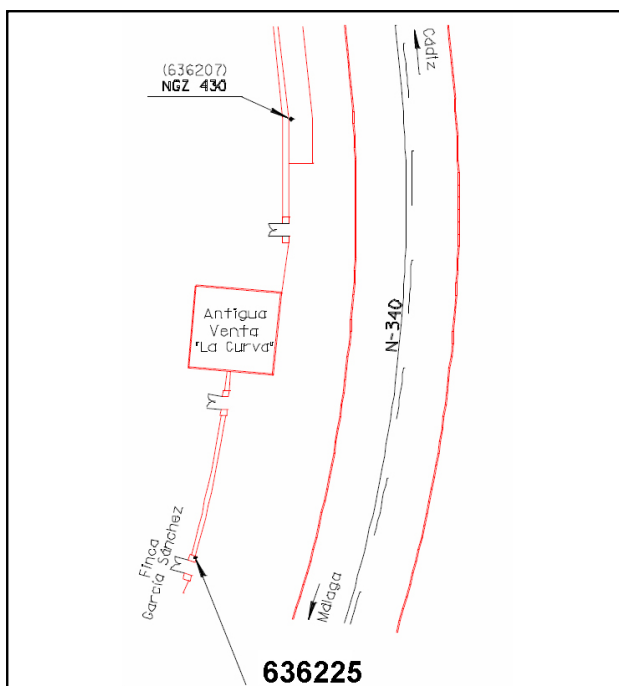 Cádiz
(636207)
NGZ 430
N-340
Antigua
Venta
"La Curva"
Finca
García Sánchez
Málaga
636225